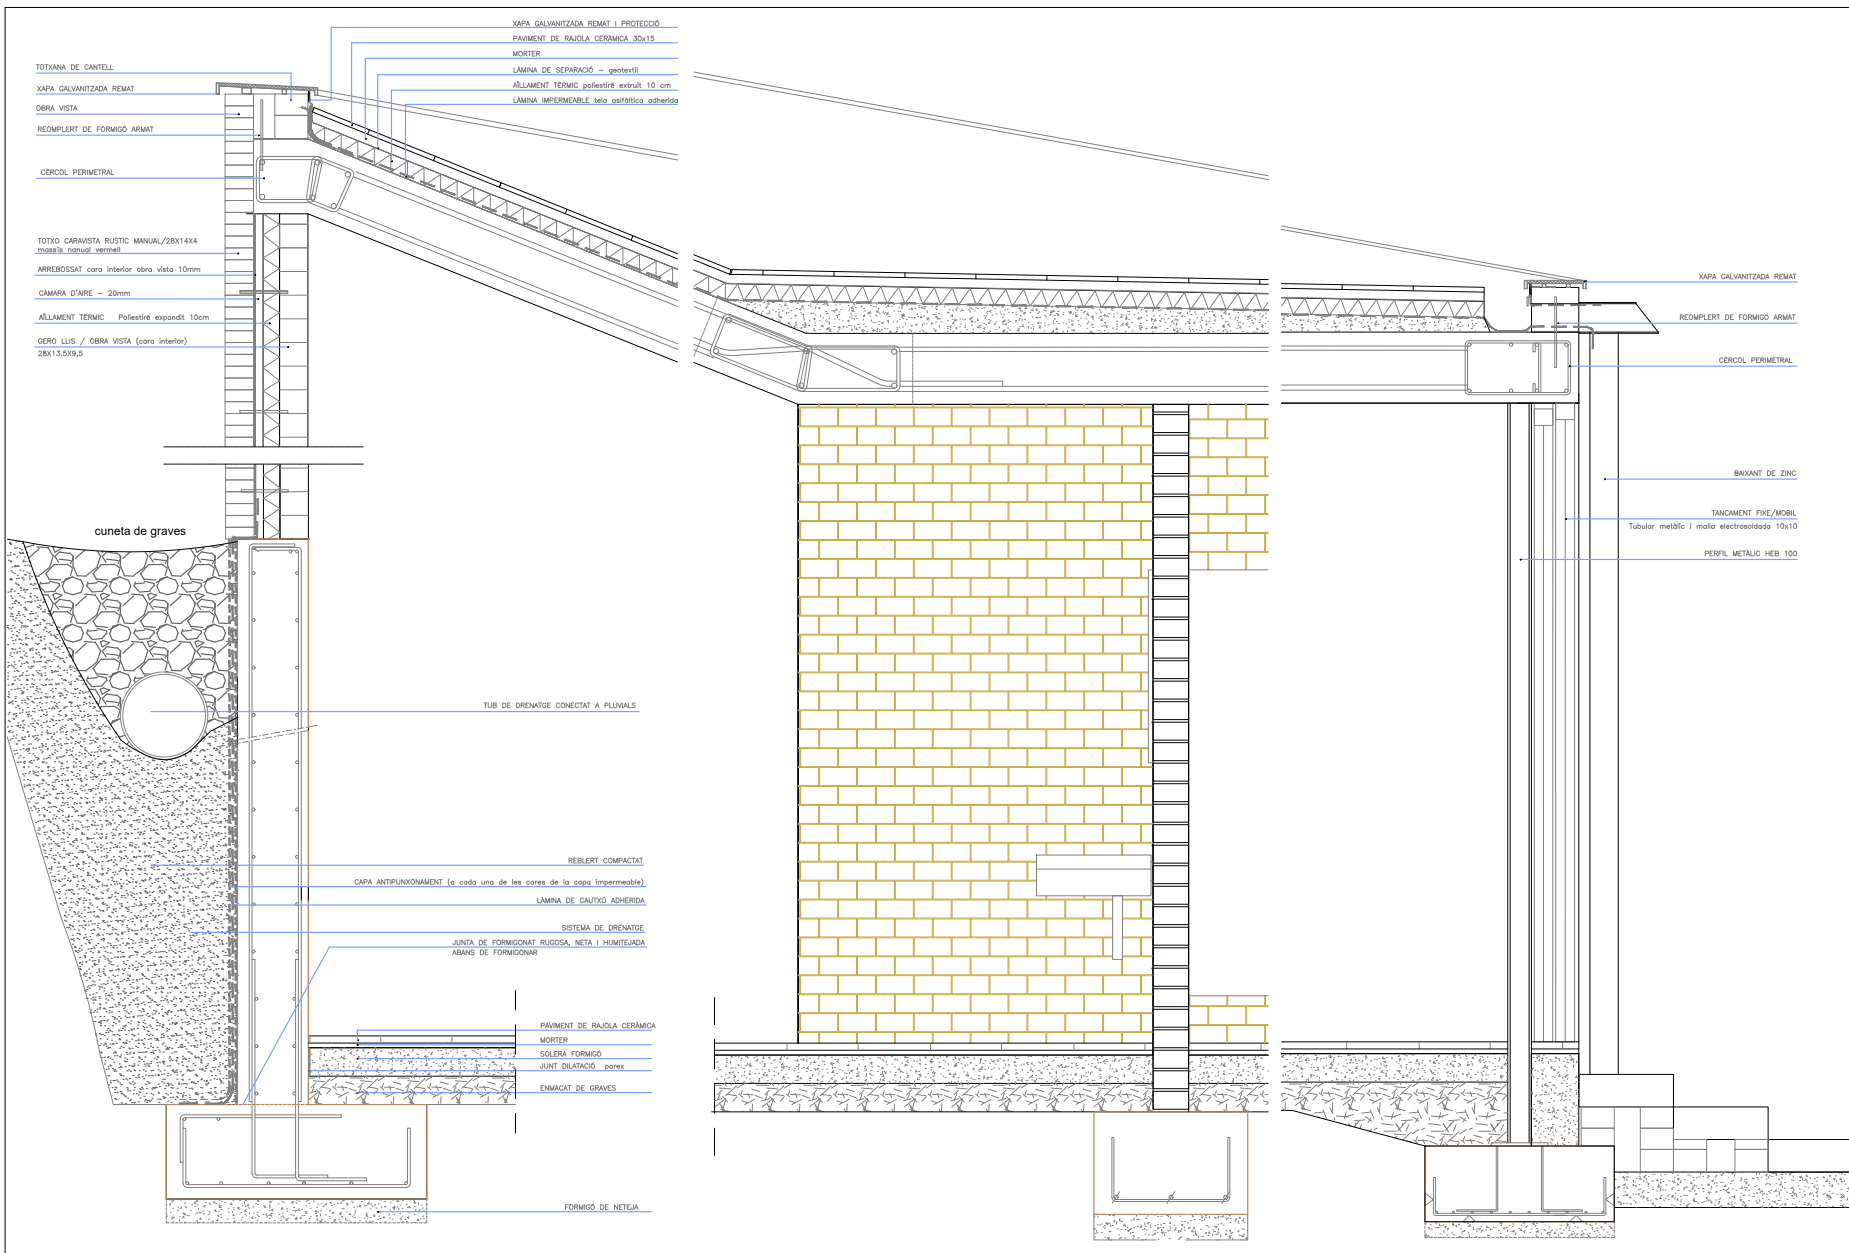 XAPA GALVANITZADA REMAT I PROTECCIÓ
PAVIMENT DE RAJOLA CERÀMICA 30x15
MORTER
LÀMINA DE SEPARACIÓ – geotextil
AÏLLAMENT TÈRMIC poliestiré extruït 10 cm
LÀMINA IMPERMEABLE tela asfàltica adherida
TOTXANA DE CANTELL
XAPA GALVANITZADA REMAT
OBRA VISTA
REOMPLERT DE FORMIGÓ ARMAT
CÈRCOL PERIMETRAL
TOTXO CARAVISTA RUSTIC MANUAL/28X14X4
massís nanual vermell
ARREBOSSAT cara interior obra vista 10mm
CÀMARA D'AIRE – 20mm
AÏLLAMENT TÈRMIC Poliestiré expandit 10cm
GERO LLIS / OBRA VISTA (cara interior)
28X13.5X9,5
cuneta de graves
TUB DE DRENATGE CONECTAT A PLUVIALS
REBLERT COMPACTAT
CAPA ANTIPUNXONAMENT (a cada una de les cares de la capa impermeable)
LÀMINA DE CAUTXÚ ADHERIDA
SISTEMA DE DRENATGE
JUNTA DE FORMIGONAT RUGOSA, NETA I HUMITEJADA
ABANS DE FORMIGONAR
PAVIMENT DE RAJOLA CERÀMICA
MORTER
SOLERA FORMIGÓ
JUNT DILATACIÓ porex
ENMACAT DE GRAVES
FORMIGÓ DE NETEJA
XAPA GALVANITZADA REMAT
REOMPLERT DE FORMIGÓ ARMAT
CÈRCOL PERIMETRAL
BAIXANT DE ZINC
TANCAMENT FIXE/MOBIL
Tubular metàlic i malla electrosoldada 10x10
PERFIL METÀLIC HEB 100